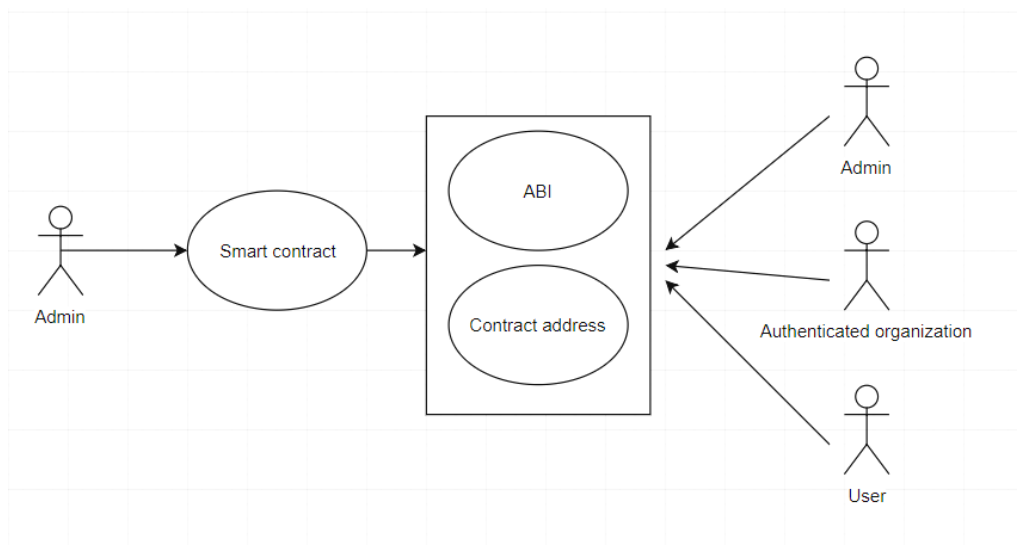 Admin
Smart contract
ABI
Contract address
Admin
Authenticated organization
User